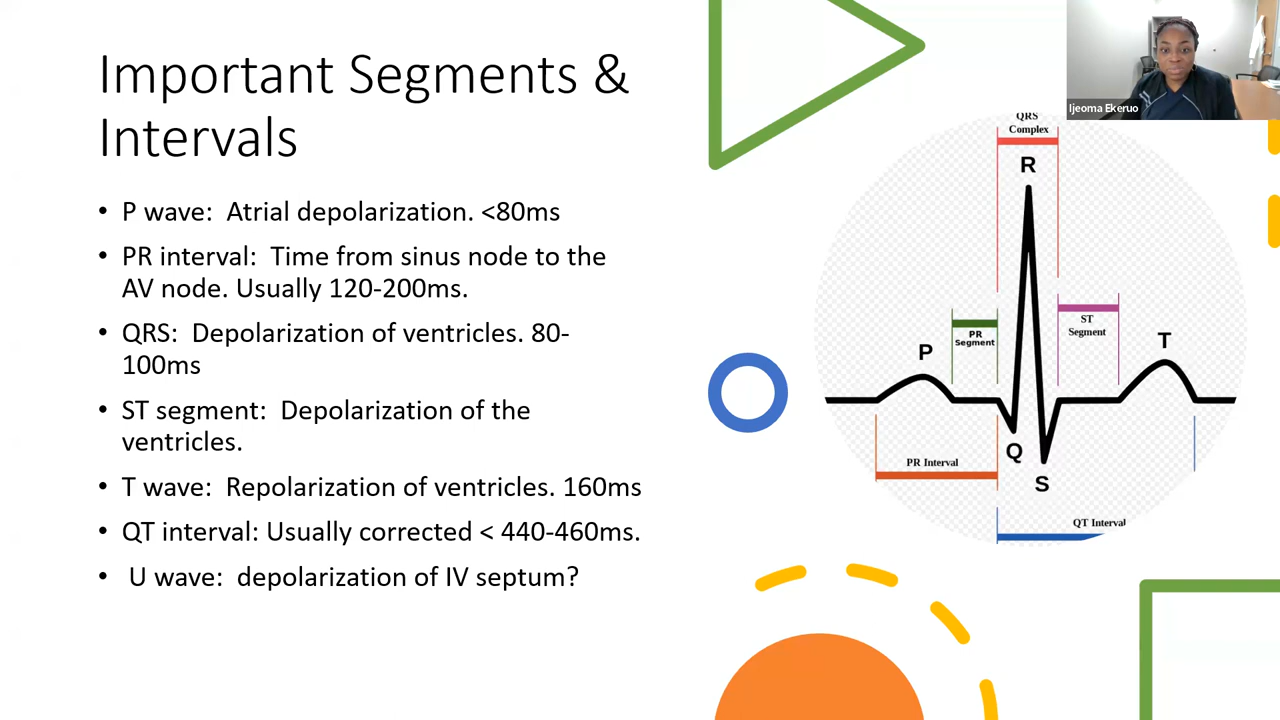 Important Segments &
Intervals
• P wave:  Atrial depolarization. <80ms
• PR interval:  Time from sinus node to the
AV node. Usually 120-200ms.
• QRS:  Depolarization of ventricles. 80-
100ms
• ST segment:  Depolarization of the
ventricles.
• T wave:  Repolarization of ventricles. 160ms
• QT interval: Usually corrected < 440-460ms.
•  U wave:  depolarization of IV septum?
Ijeoma Ekeruo
QRS
Complex
R
PR
Segment
ST
Segment
P
T
Q
S
PR Interval
QT Interval